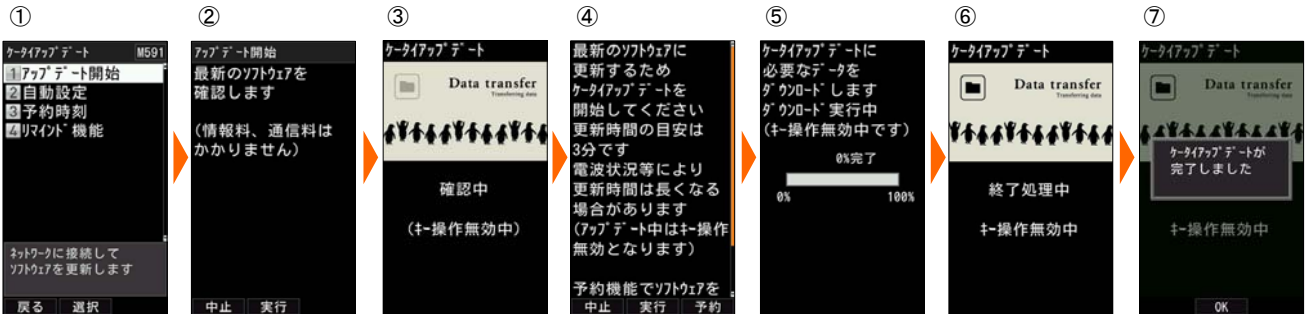 ①
ｹｰﾀｲｱｯﾌﾟﾃﾞｰﾄ M591
1 ｱｯﾌﾟﾃﾞｰﾄ開始
2 自動設定
3 予約時刻
4 ﾘﾏｲﾝﾄﾞ機能
ﾈｯﾄﾜｰｸに接続して
ｿﾌﾄｳｪｱを更新します
戻る 選択
②
ｱｯﾌﾟﾃﾞｰﾄ開始
最新のｿﾌﾄｳｪｱを
確認します
(情報料、通信料は
かかりません)
中止 実行
③
ｹｰﾀｲｱｯﾌﾟﾃﾞｰﾄ
Data transfer
Transferring data
確認中
(ｷｰ操作無効中)
④
最新のｿﾌﾄｳｪｱに
更新するため
ｹｰﾀｲｱｯﾌﾟﾃﾞｰﾄを
開始してください
更新時間の目安は
3分です
電波状況等により
更新時間は長くなる
場合があります
(ｱｯﾌﾟﾃﾞｰﾄ中はｷｰ操作
無効となります)
予約機能でｿﾌﾄｳｪｱを
中止 実行 予約
⑤
ｹｰﾀｲｱｯﾌﾟﾃﾞｰﾄに
必要なﾃﾞｰﾀを
ﾀﾞｳﾝﾛｰﾄﾞします
ﾀﾞｳﾝﾛｰﾄﾞ実行中
(ｷｰ操作無効中です)
0%完了
0% 100%
⑥
ｹｰﾀｲｱｯﾌﾟﾃﾞｰﾄ
Data transfer
Transferring data
終了処理中
ｷｰ操作無効中
⑦
ｹｰﾀｲｱｯﾌﾟﾃﾞｰﾄ
Data transfer
Transferring data
ｹｰﾀｲｱｯﾌﾟﾃﾞｰﾄが
完了しました
ｷｰ操作無効中
OK